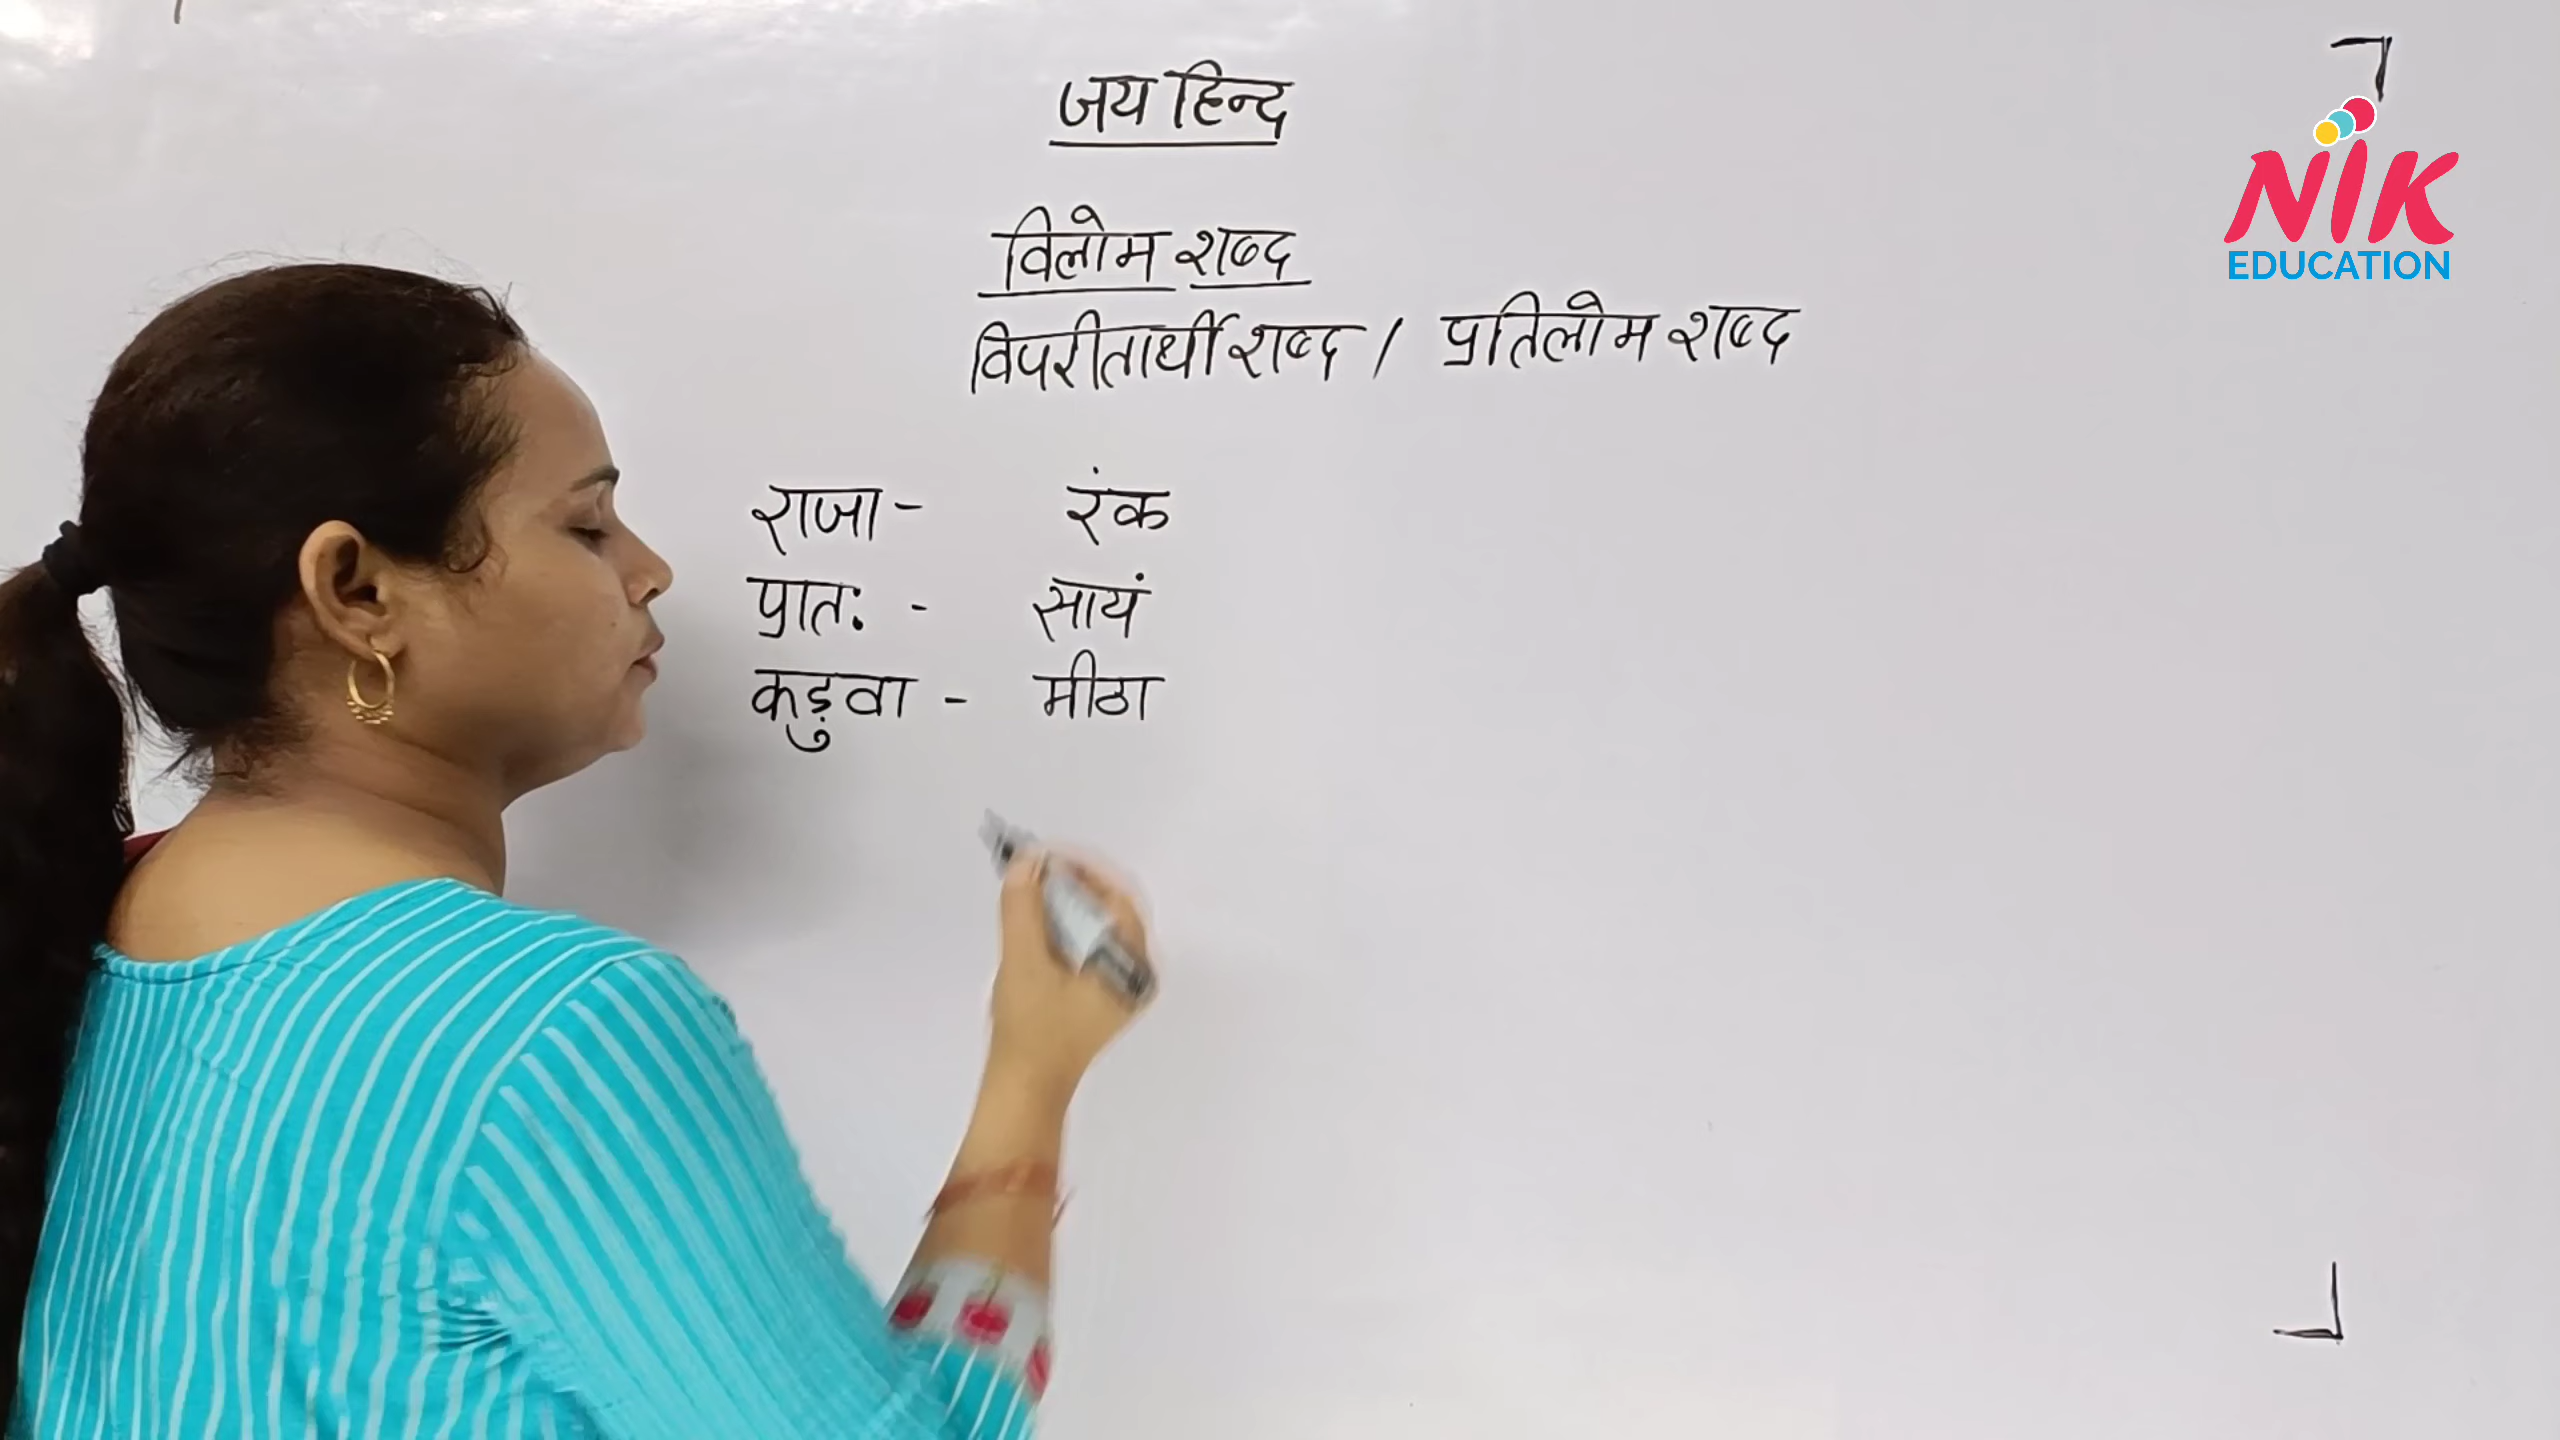 जय हिन्द
NIK
EDUCATION
विलोम शब्द
विपरीतार्थी शब्द / प्रतिलोम शब्द
राजा - रंक
प्रात: - सायं
कड़ुवा - मीठा